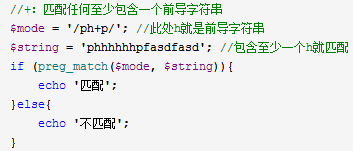 //+: 匹配任何至少包含一个前导字符串
$mode = '/ph+p/'; //此处h就是前导字符串
$string = 'phhhhhhpfasdfasd'; //包含至少一个h就匹配
if (preg_match($mode, $string)){
echo '匹配';
}else{
echo '不匹配';
}